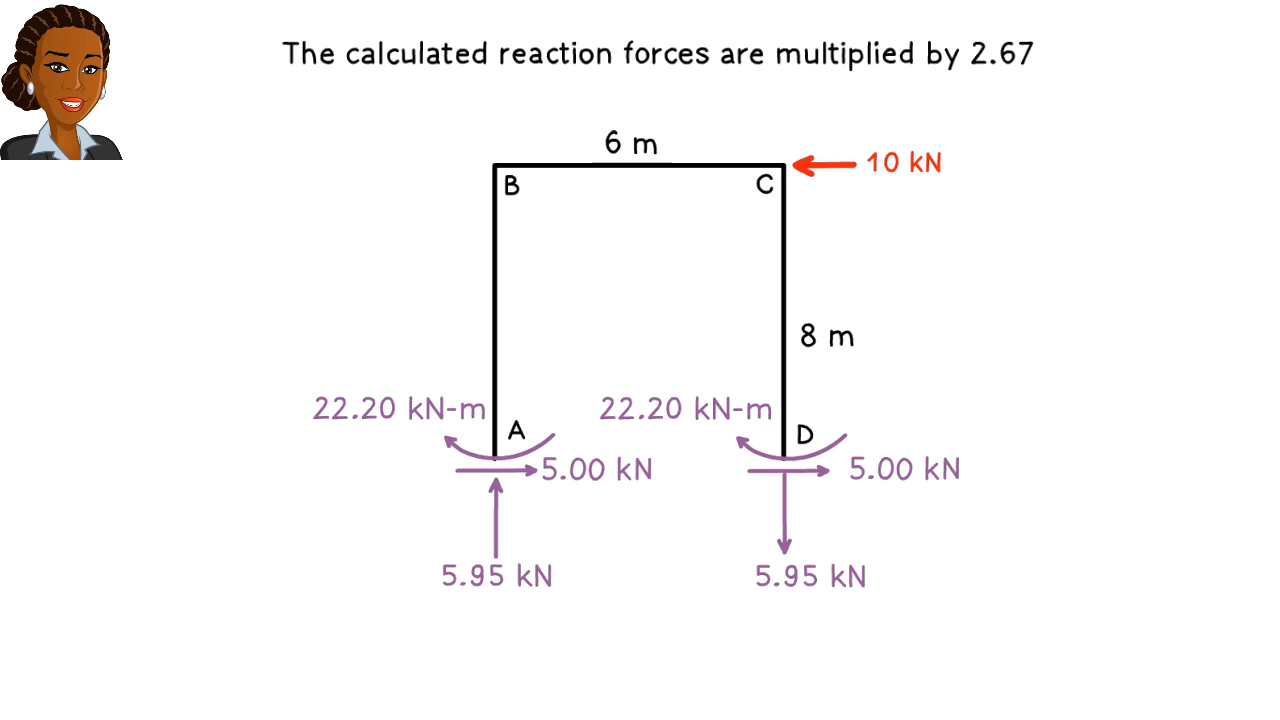 The calculated reaction forces are multiplied by 2.67
6 m
10 kN
B
C
8 m
22.20 kN-m
22.20 kN-m
A
D
5.00 kN
5.00 kN
5.95 kN
5.95 kN